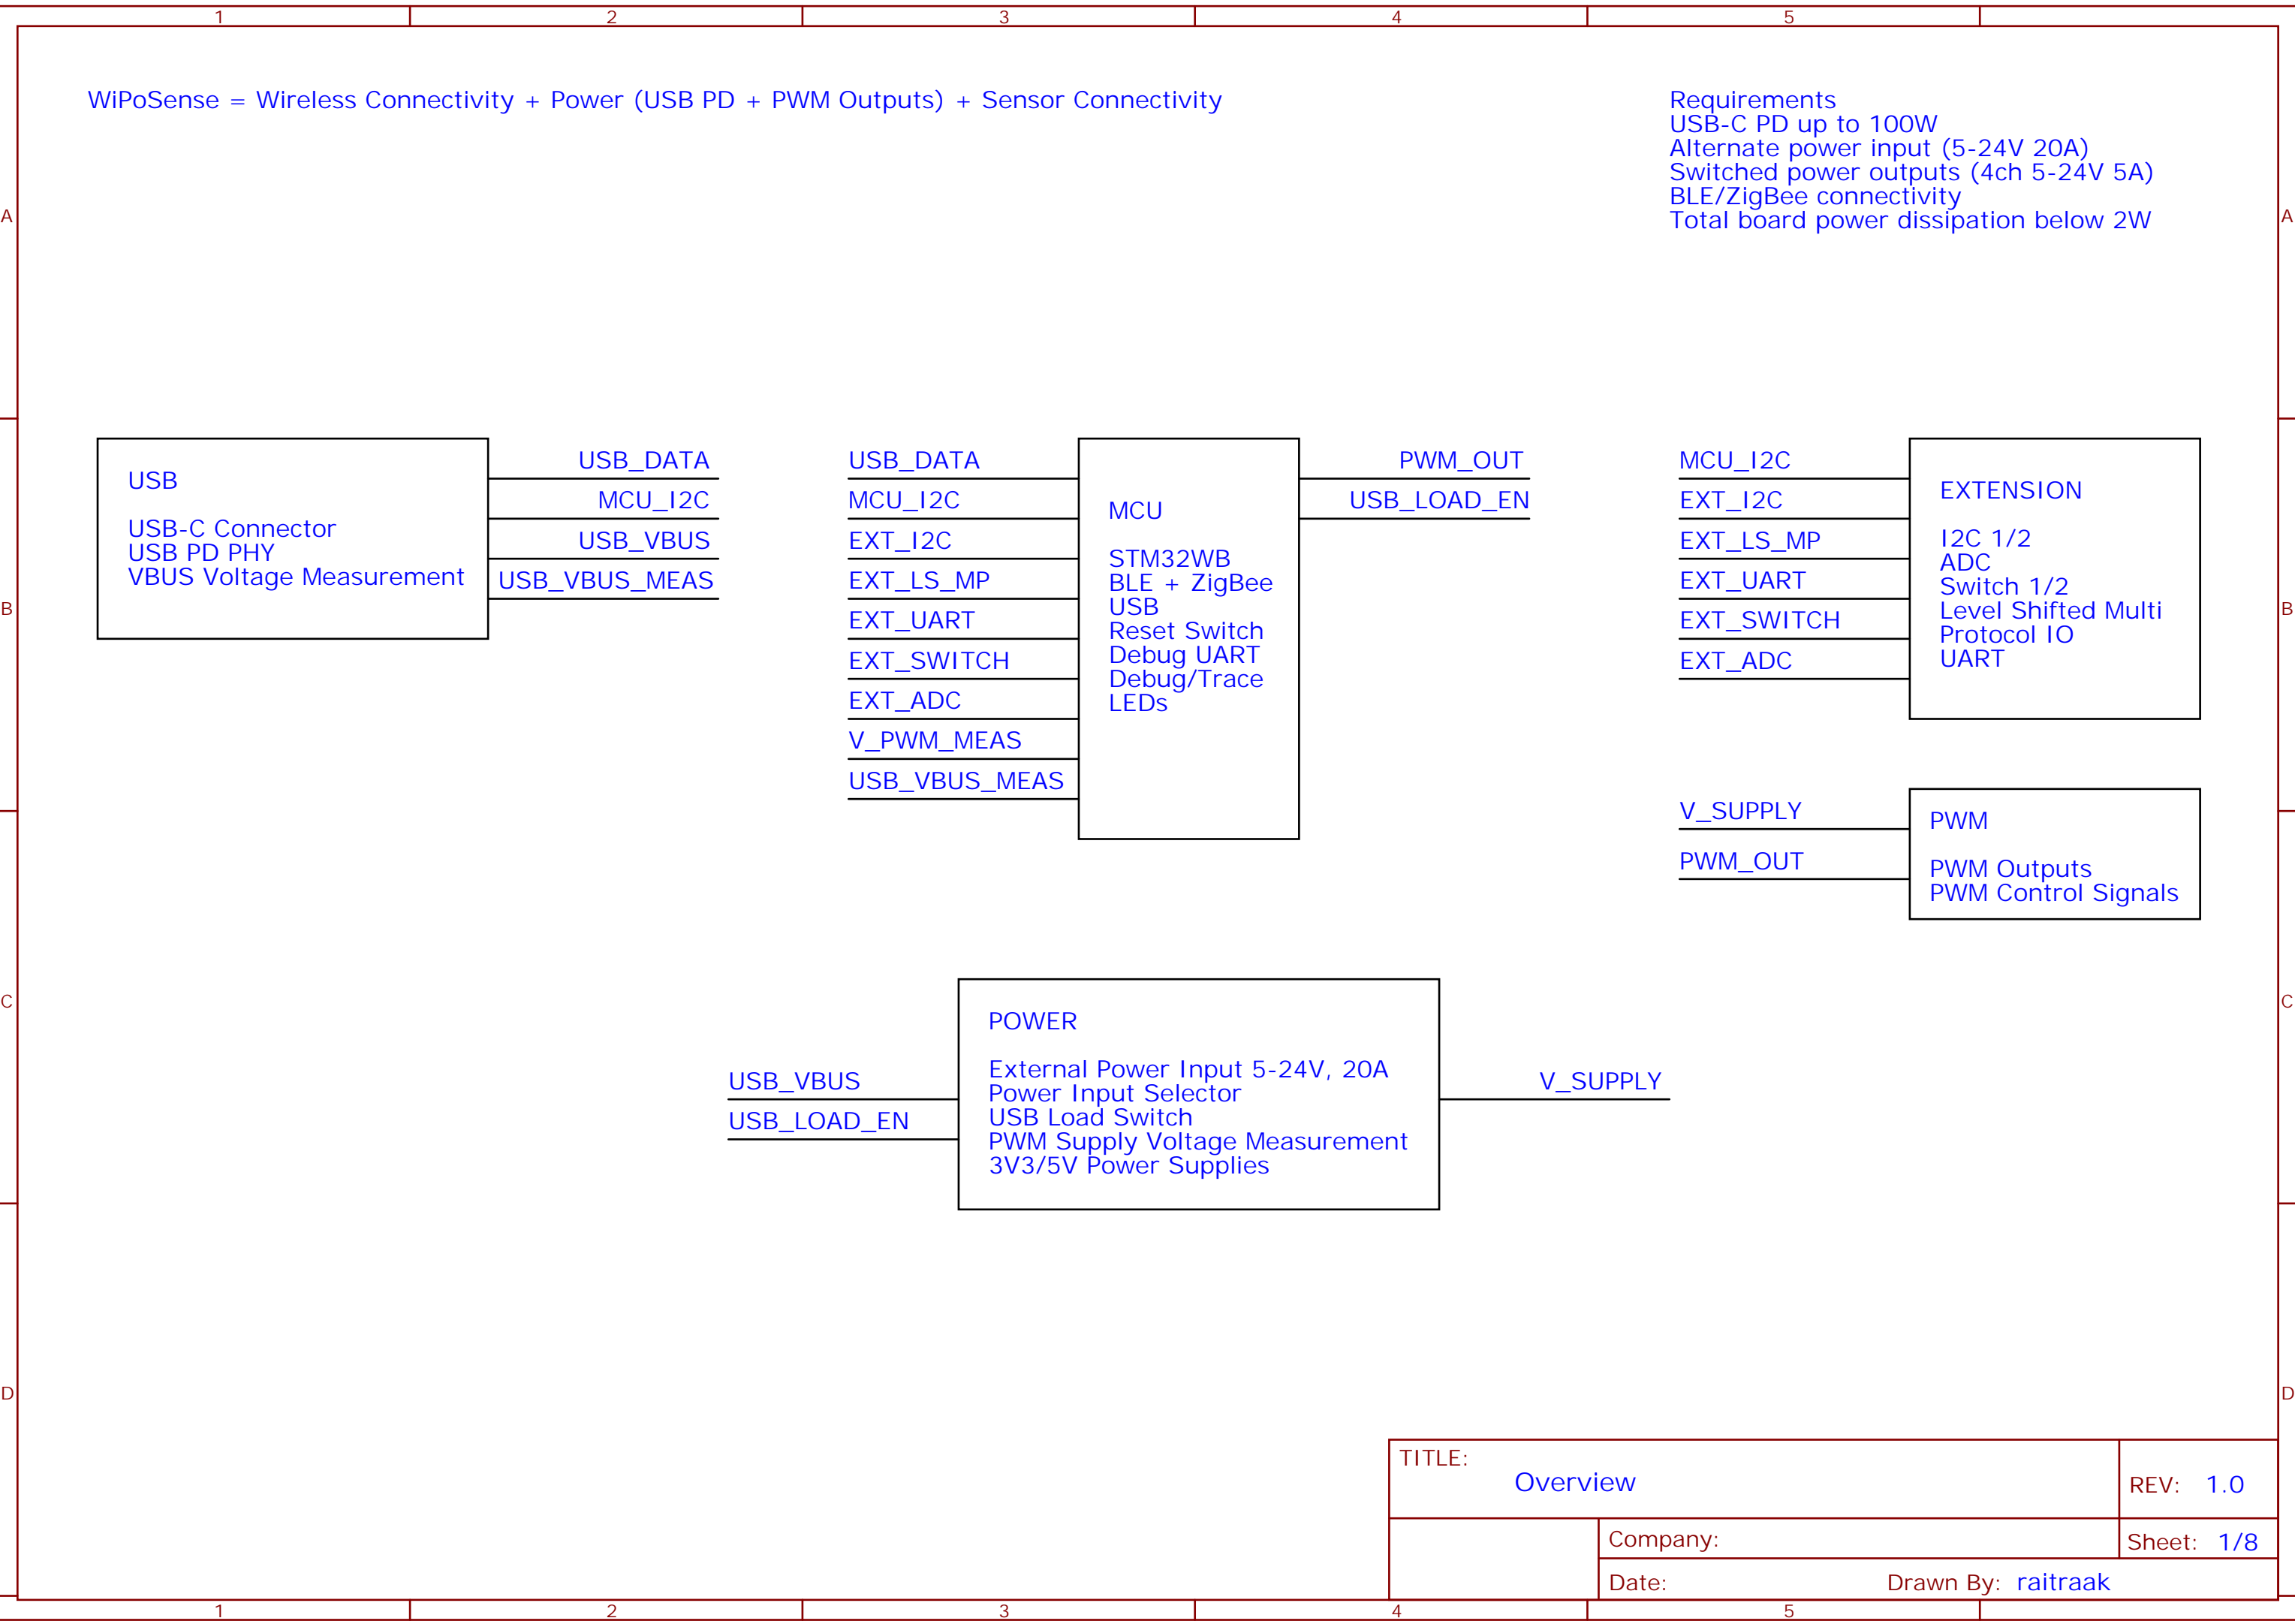 1 2 3 4 5
WiPoSense = Wireless Connectivity + Power (USB PD + PWM Outputs) + Sensor Connectivity
Requirements
USB-C PD up to 100W
Alternate power input (5-24V 20A)
Switched power outputs (4ch 5-24V 5A)
BLE/ZigBee connectivity
Total board power dissipation below 2W
A A
USB
USB-C Connector
USB PD PHY
VBUS Voltage Measurement
USB_DATA
MCU_I2C
USB_VBUS
USB_VBUS_MEAS
USB_DATA
MCU_I2C
EXT_I2C
EXT_LS_MP
EXT_UART
EXT_SWITCH
EXT_ADC
V_PWM_MEAS
USB_VBUS_MEAS
MCU
STM32WB
BLE + ZigBee
USB
Reset Switch
Debug UART
Debug/Trace
LEDs
PWM_OUT
USB_LOAD_EN
MCU_I2C
EXT_I2C
EXT_LS_MP
EXT_UART
EXT_SWITCH
EXT_ADC
EXTENSION
I2C 1/2
ADC
Switch 1/2
Level Shifted Multi
Protocol IO
UART
B B
V_SUPPLY
PWM_OUT
PWM
PWM Outputs
PWM Control Signals
C C
USB_VBUS
USB_LOAD_EN
POWER
External Power Input 5-24V, 20A
Power Input Selector
USB Load Switch
PWM Supply Voltage Measurement
3V3/5V Power Supplies
V_SUPPLY
D D
TITLE:
Overview
REV: 1.0
Company:
Sheet: 1/8
Date:
Drawn By: raitraak
1 2 3 4 5